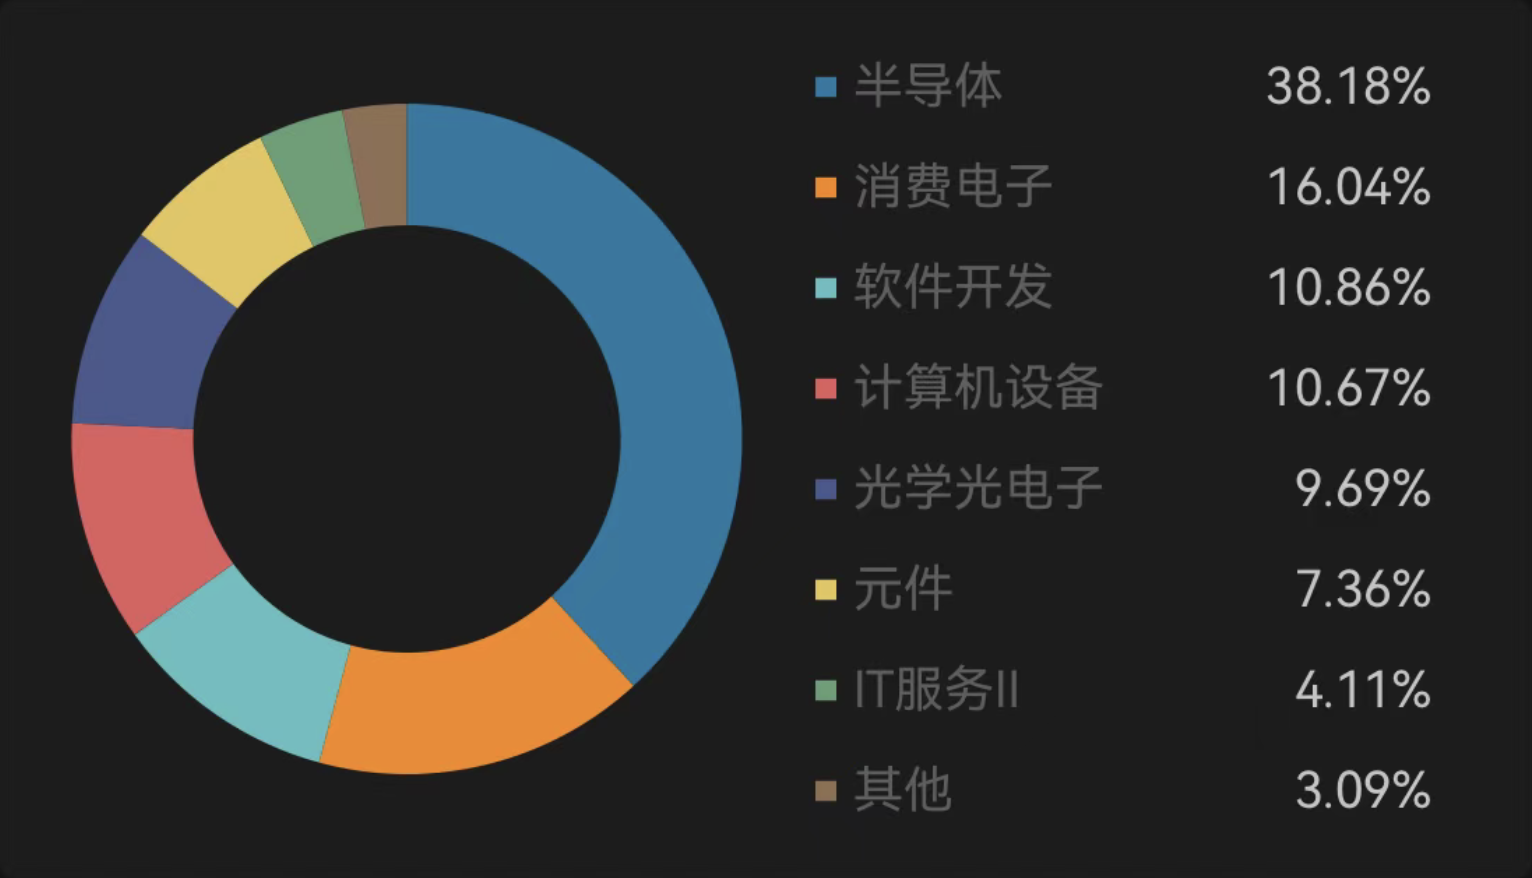 半导体 38.18%
消费电子 16.04%
软件开发 10.86%
计算机设备 10.67%
光学光电子 9.69%
元件 7.36%
IT服务II 4.11%
其他 3.09%